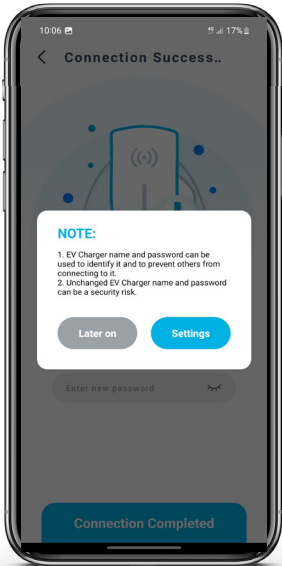 10:06 17%
Connection Success..
NOTE:
1. EV Charger name and password can be
used to identify it and to prevent others from
connecting to it.
2. Unchanged EV Charger name and password
can be a security risk.
Later on Settings
Enter new password
Connection Completed